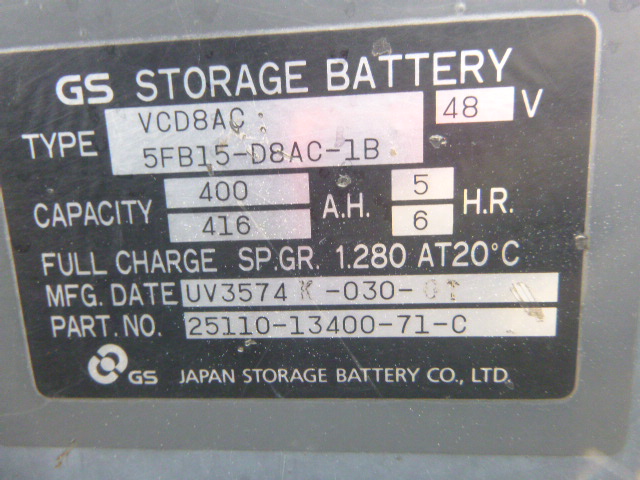 GS STORAGE BATTERY
VCD8AC : 48 V
TYPE 5FB15-D8AC-1B
400 5
CAPACITY A.H. H.R.
416 6
FULL CHARGE SP.GR. 1.280 AT20°C
MFG. DATE UV3574 K -030-
PART.NO. 25110-13400-71-C
GS JAPAN STORAGE BATTERY CO., LTD.